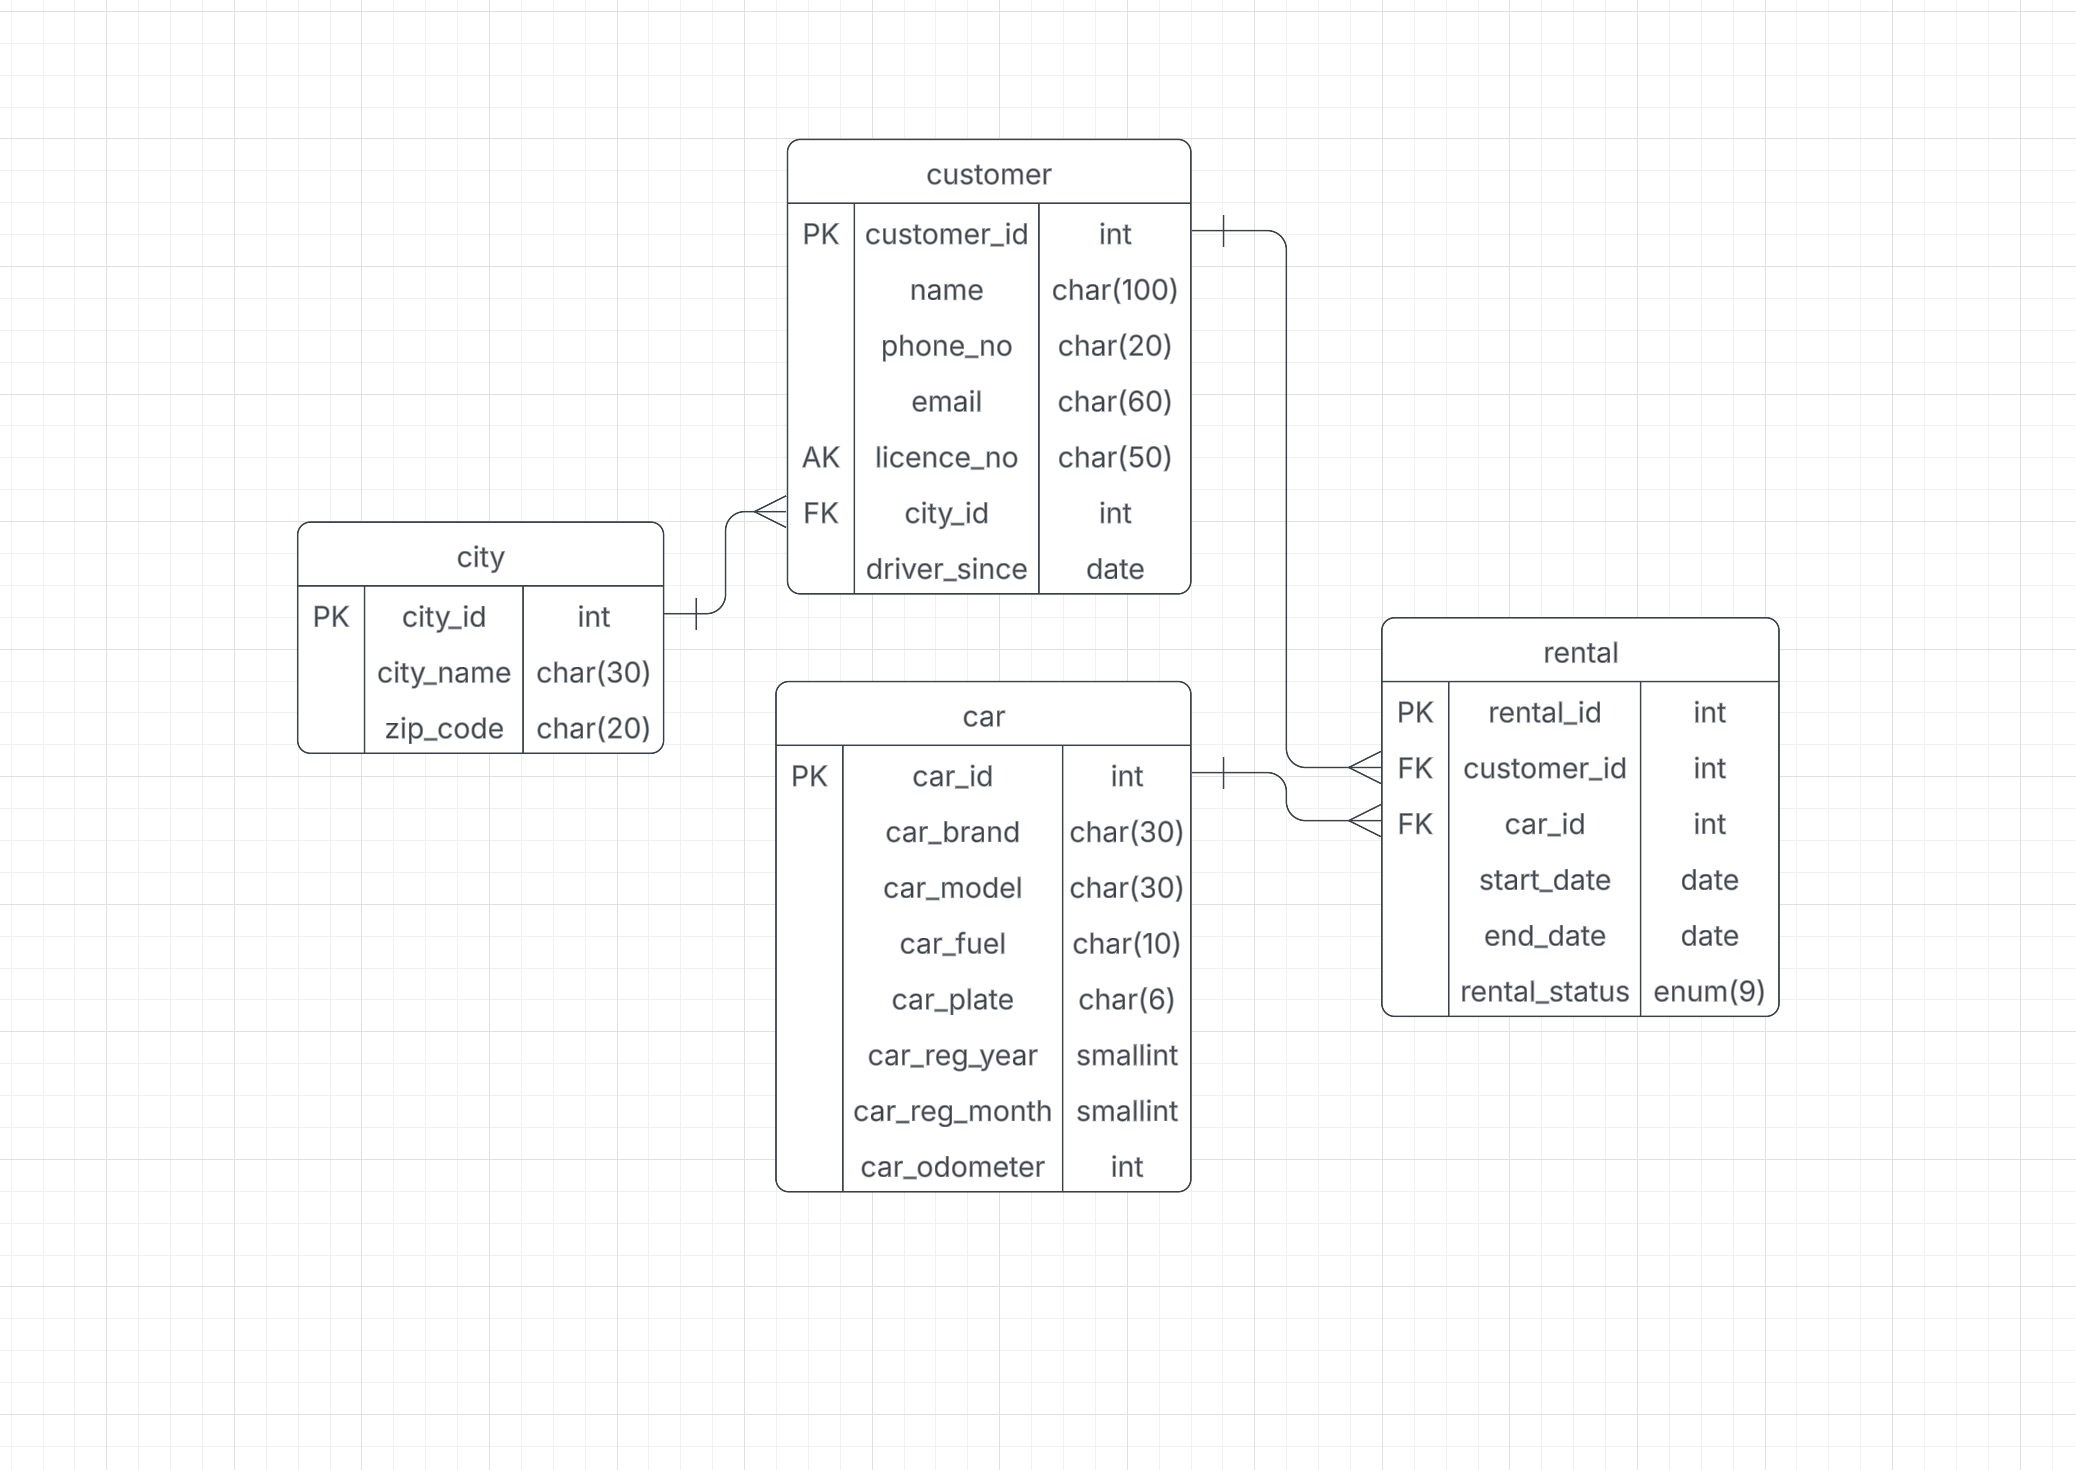 customer
PK customer_id int
name char(100)
phone_no char(20)
email char(60)
AK licence_no char(50)
FK city_id int
driver_since date
city
PK city_id int
city_name char(30)
zip_code char(20)
car
PK car_id int
car_brand char(30)
car_model char(30)
car_fuel char(10)
car_plate char(6)
car_reg_year smallint
car_reg_month smallint
car_odometer int
rental
PK rental_id int
FK customer_id int
FK car_id int
start_date date
end_date date
rental_status enum(9)